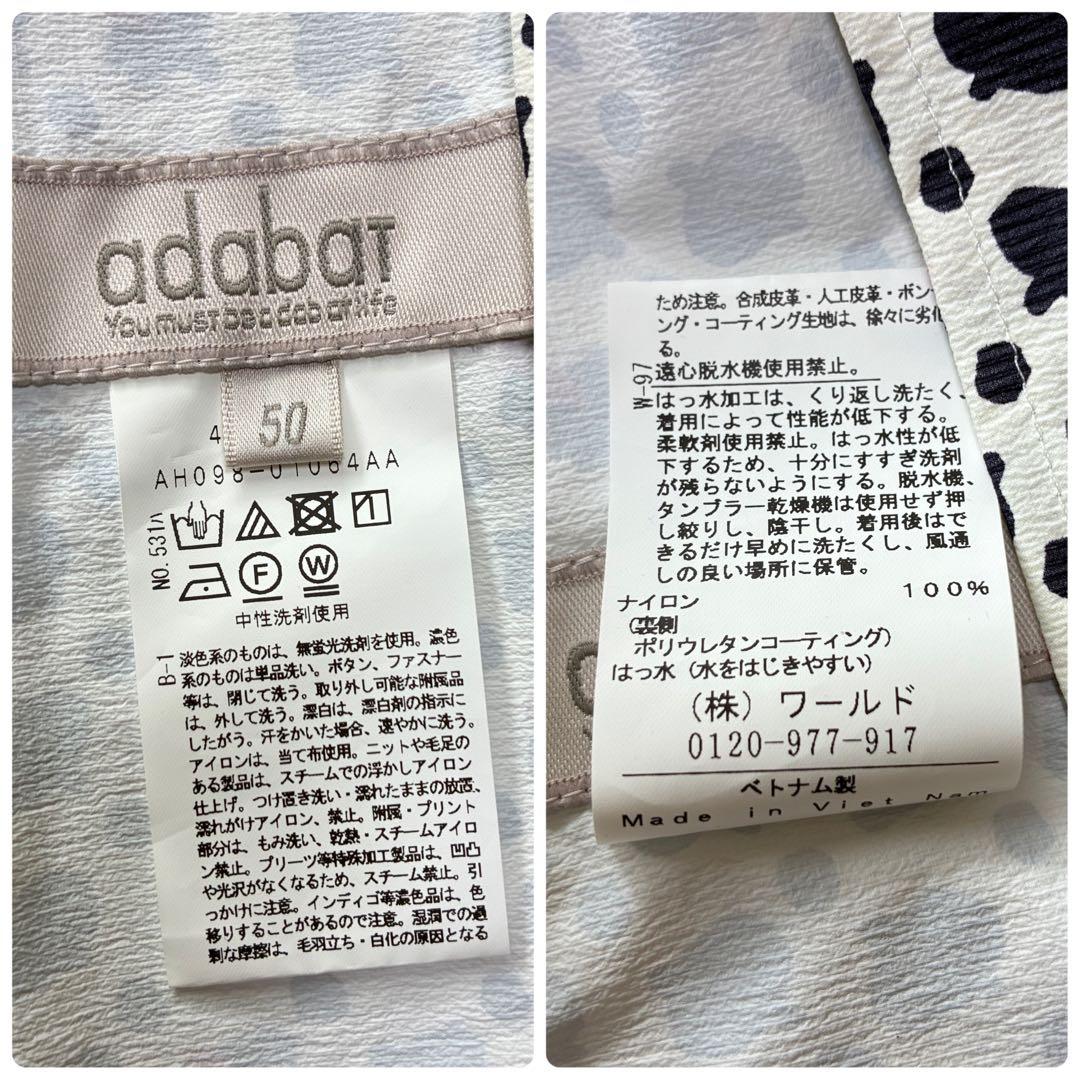 adabaT
You must be adabat life
50
4
AH098-01064AA
NO.531A
F
W
中性洗剤使用
B-1
淡色系のものは、無蛍光洗剤を使用。濃色
系のものは単品洗い。ボタン、ファスナー
等は、閉じて洗う。取り外し可能な附属品
は、外して洗う。漂白は、漂白剤の指示に
したがう。汗をかいた場合、速やかに洗う。
アイロンは、当て布使用。ニットや毛足の
ある製品は、スチームでの浮かしアイロン
仕上げ。つけ置き洗い・濡れたままの放置、
濡れがけアイロン、禁止。附属・プリント
部分は、もみ洗い、乾熱・スチームアイロ
ン禁止。プリーツ等特殊加工製品は、凹凸
や光沢がなくなるため、スチーム禁止。引
っかけに注意。インディゴ等濃色品は、色
移りすることがあるので注意。湿潤での過
剰な摩擦は、毛羽立ち・白化の原因となる
ため注意。合成皮革・人工皮革・ボンデ
ング・コーティング生地は、徐々に劣化
る。
W-97
遠心脱水機使用禁止。
はっ水加工は、くり返し洗たく、
着用によって性能が低下する。
柔軟剤使用禁止。はっ水性が低
下するため、十分にすすぎ洗剤
が残らないようにする。脱水機、
タンブラー乾燥機は使用せず押
し絞りし、陰干し。着用後はで
きるだけ早めに洗たくし、風通
しの良い場所に保管。
ナイロン 100%
(裏側
ポリウレタンコーティング)
はっ水 (水をはじきやすい)
(株) ワールド
0120-977-917
ベトナム製
Made in Viet Nam